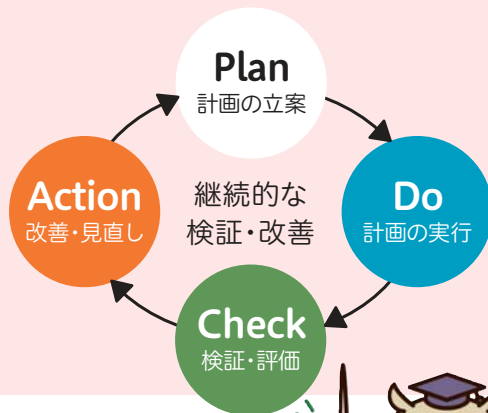 Plan
計画の立案
Do
計画の実行
Check
検証・評価
Action
改善・見直し
継続的な
検証・改善